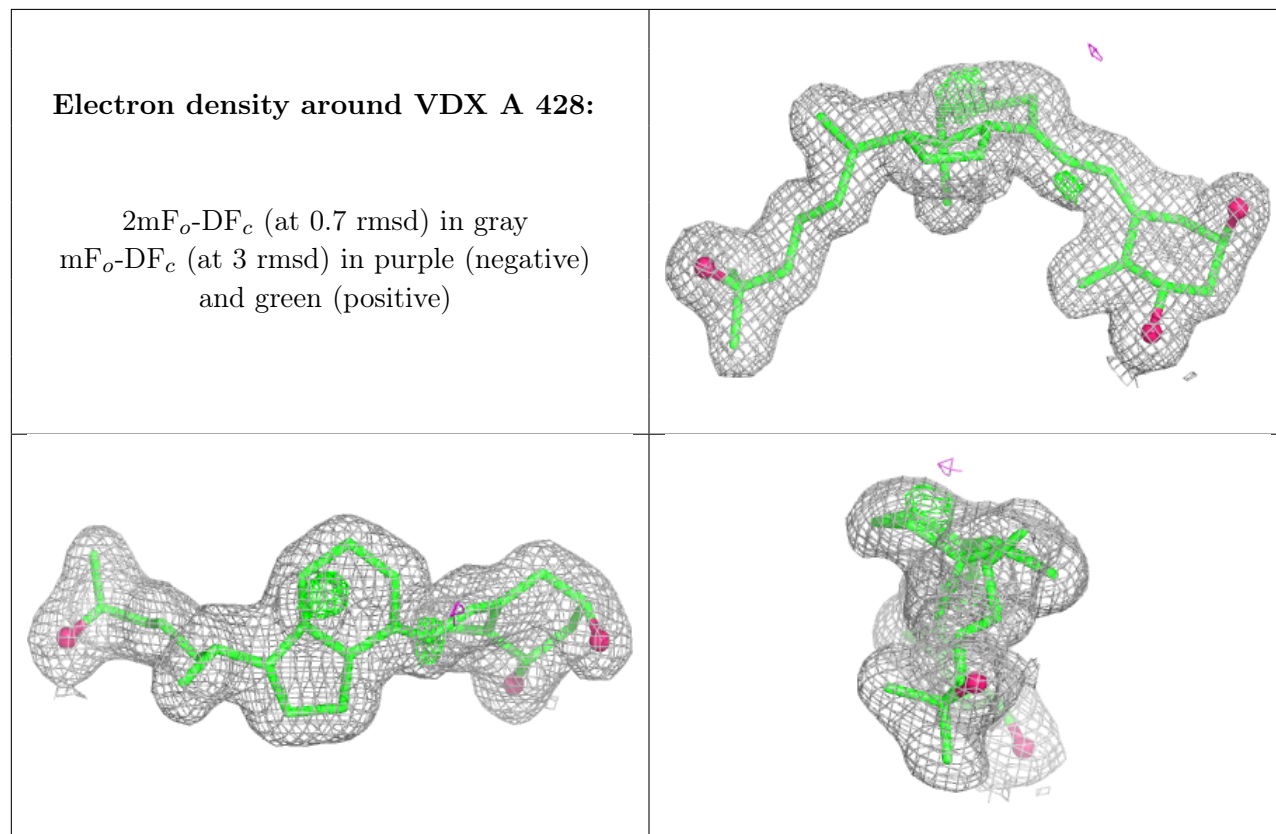 Electron density around VDX A 428:
2mFo-DFc (at 0.7 rmsd) in gray
mFo-DFc (at 3 rmsd) in purple (negative)
and green (positive)